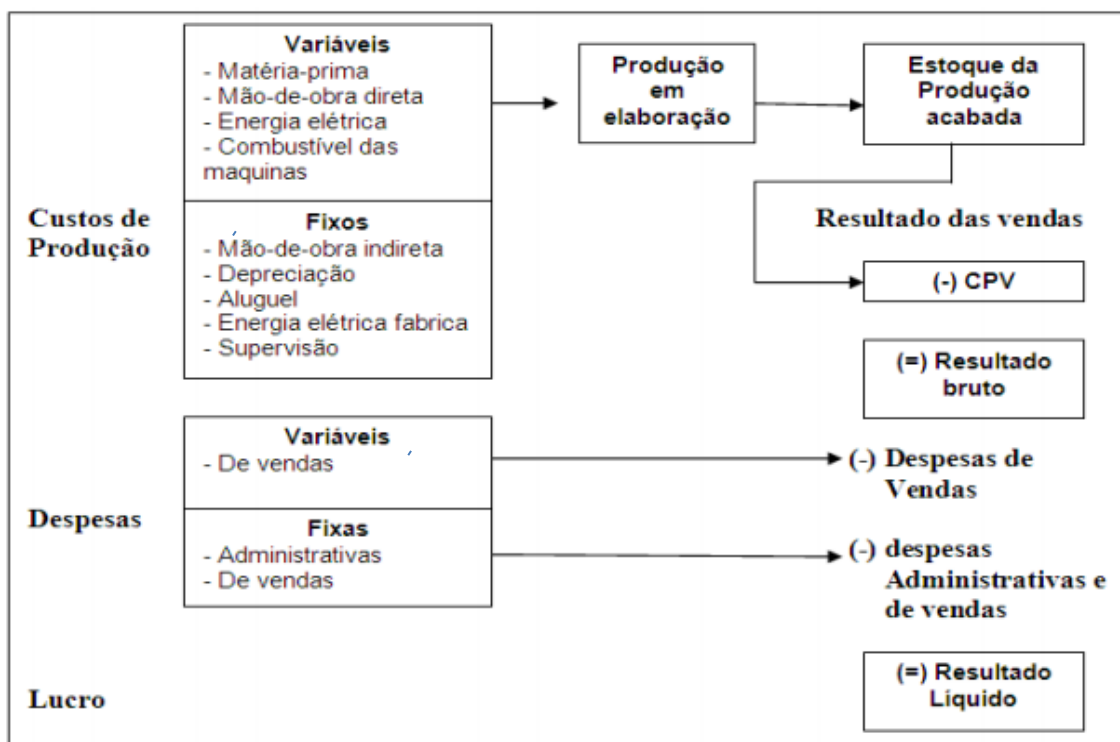 Variáveis
- Matéria-prima
- Mão-de-obra direta
- Energia elétrica
- Combustível das
maquinas
Produção
em
elaboração
Estoque da
Produção
acabada
Custos de
Produção
Fixos
- Mão-de-obra indireta
- Depreciação
- Aluguel
- Energia elétrica fabrica
- Supervisão
Resultado das vendas
(-) CPV
(=) Resultado
bruto
Despesas
Variáveis
- De vendas
(-) Despesas de
Vendas
Fixas
- Administrativas
- De vendas
(-) despesas
Administrativas e
de vendas
Lucro
(=) Resultado
Liquido